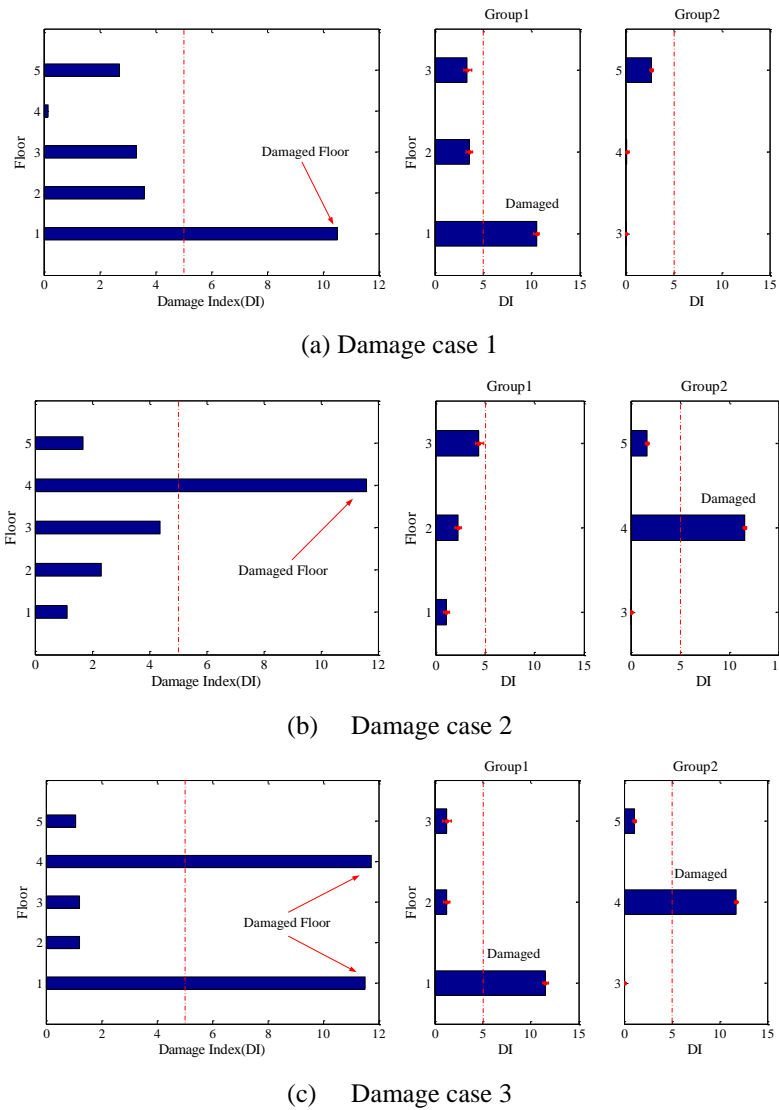 Group1
Group2
5
4
3
2
1
Floor
Damaged Floor
0 2 4 6 8 10 12
Damage Index(DI)
3
2
1
Floor
Damaged
0 5 10 15
DI
5
4
3
0 5 10 15
DI
(a) Damage case 1
Group1
Group2
5
4
3
2
1
Floor
Damaged Floor
0 2 4 6 8 10 12
Damage Index(DI)
3
2
1
Floor
0 5 10 15
DI
5
4
3
Damaged
0 5 10 15
DI
(b) Damage case 2
Group1
Group2
5
4
3
2
1
Floor
Damaged Floor
0 2 4 6 8 10 12
Damage Index(DI)
3
2
1
Floor
Damaged
0 5 10 15
DI
5
4
3
Damaged
0 5 10 15
DI
(c) Damage case 3